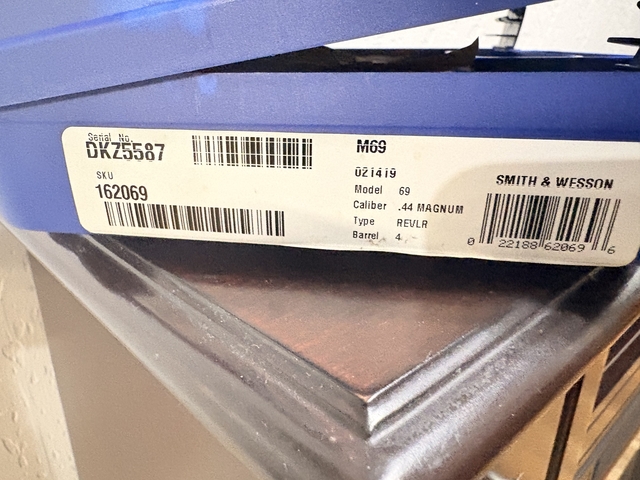 Serial No.
DKZ5587
SKU
162069
M69
021419
Model 69
Caliber .44 MAGNUM
Type REVLR
Barrel 4
SMITH & WESSON
0 22188 62069 6